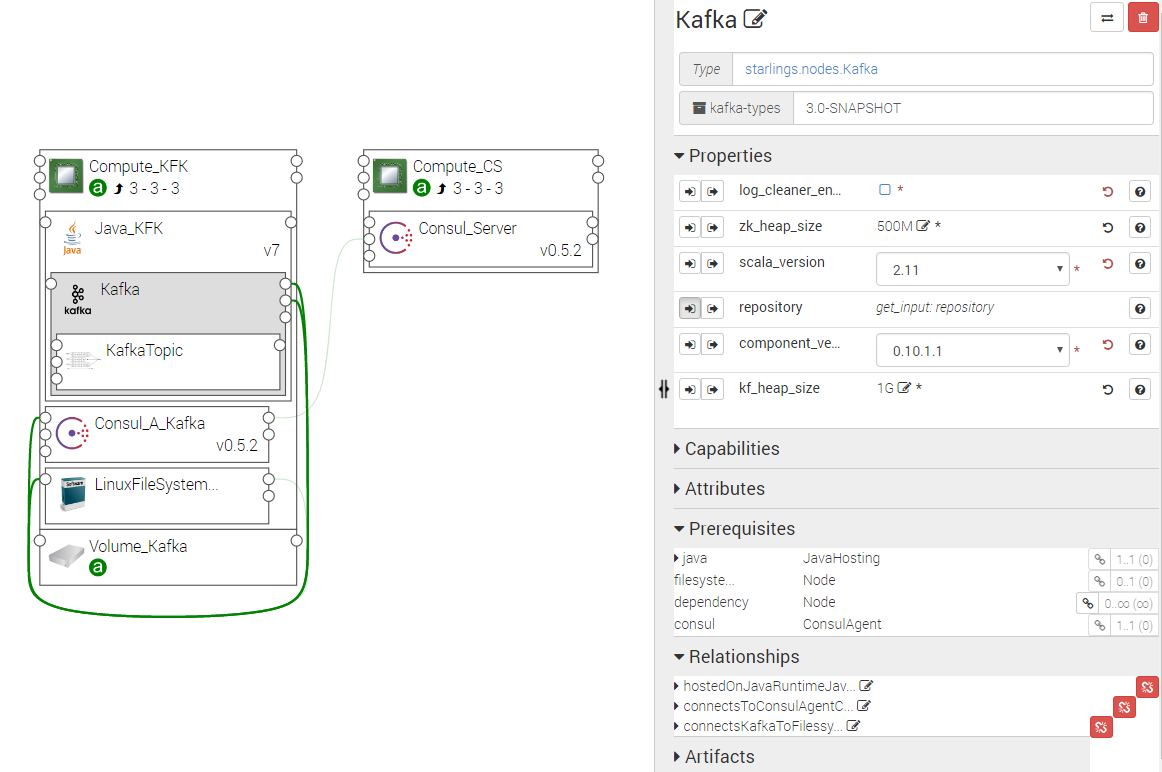 Compute_KFK
a 3 - 3 - 3
Java_KFK
Java
v7
Kafka
kafka
KafkaTopic
Consul_A_Kafka
v0.5.2
Software
LinuxFileSystem...
Volume_Kafka
a
Compute_CS
a 3 - 3 - 3
Consul_Server
v0.5.2
Kafka
Type starlings.nodes.Kafka
kafka-types 3.0-SNAPSHOT
Properties
log_cleaner_en... *
zk_heap_size 500M *
scala_version 2.11 *
repository get_input: repository
component_ve... 0.10.1.1 *
kf_heap_size 1G *
Capabilities
Attributes
Prerequisites
java JavaHosting 1..1 (0)
filesyste... Node 0..1 (0)
dependency Node 0..∞ (∞)
consul ConsulAgent 1..1 (0)
Relationships
hostedOnJavaRuntimeJav...
connectsToConsulAgentC...
connectsKafkaToFilessy...
Artifacts